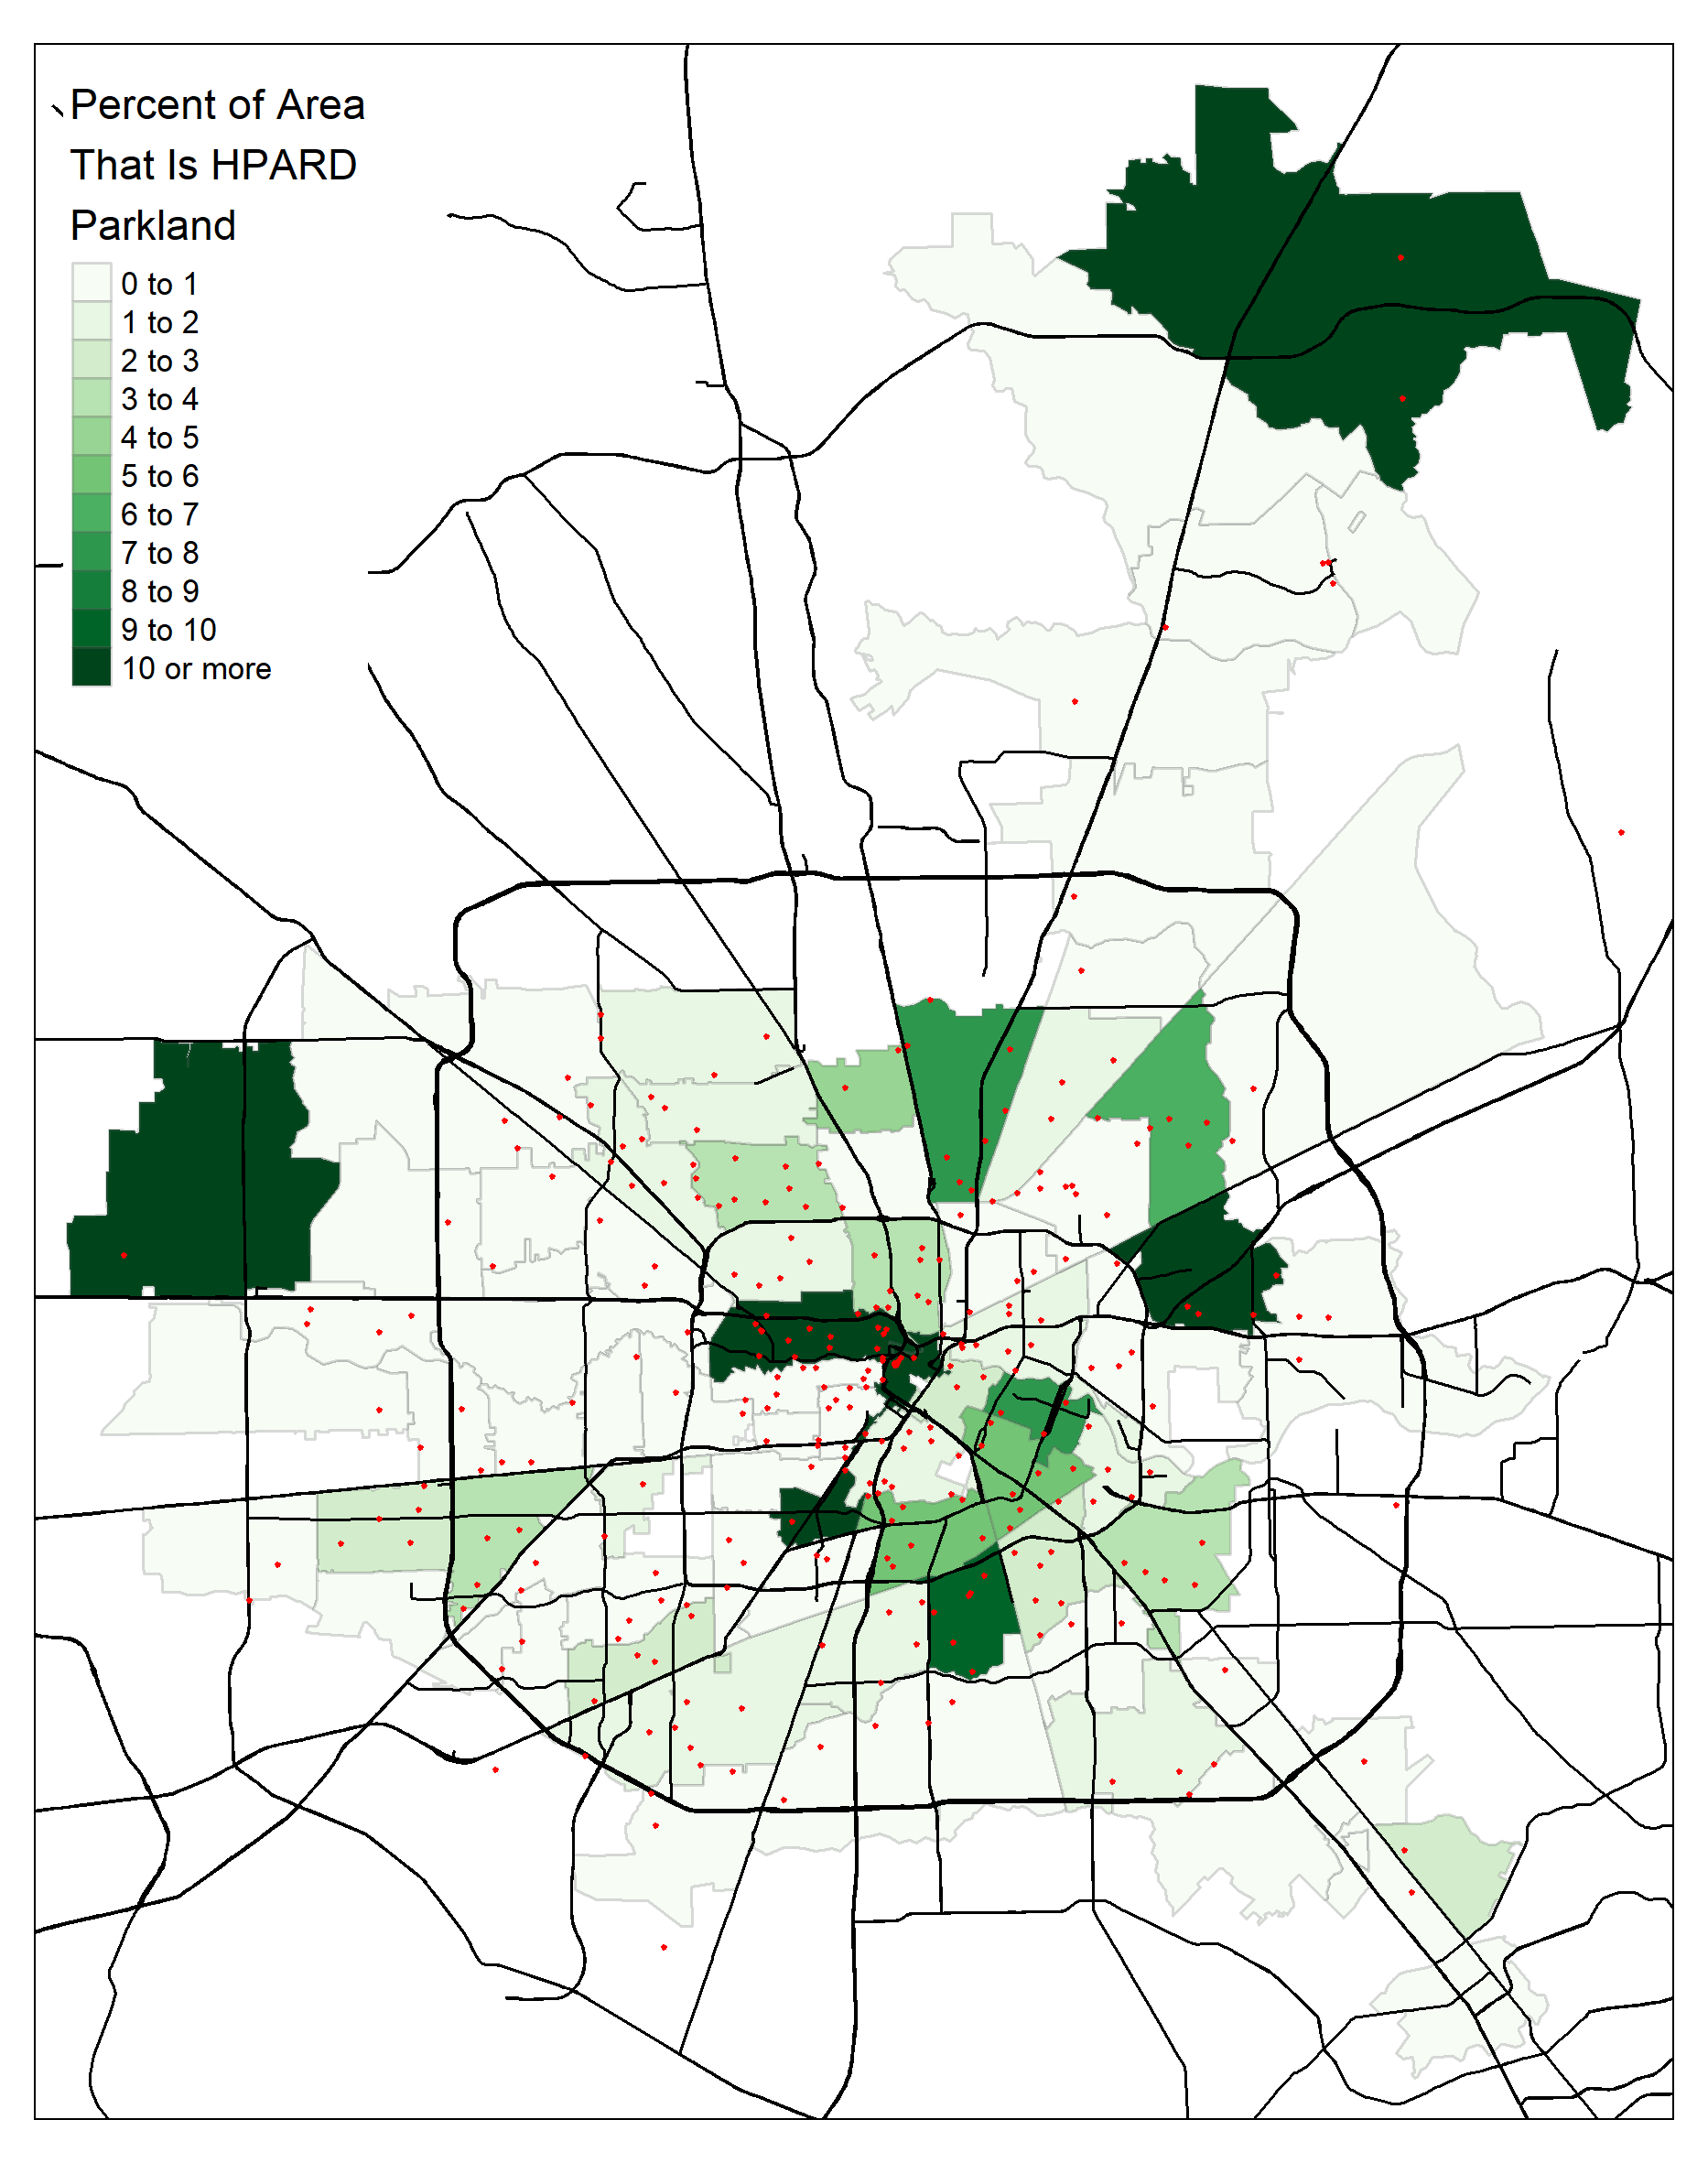 Percent of Area
That Is HPARD
Parkland
0 to 1
1 to 2
2 to 3
3 to 4
4 to 5
5 to 6
6 to 7
7 to 8
8 to 9
9 to 10
10 or more